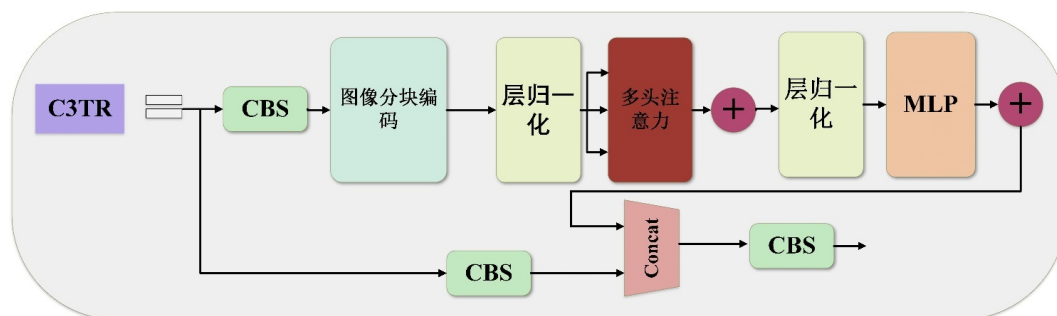 C3TR
CBS
图像分块编
码
层归一
化
多头注
意力
+
层归一
化
MLP
+
CBS
Concat
CBS